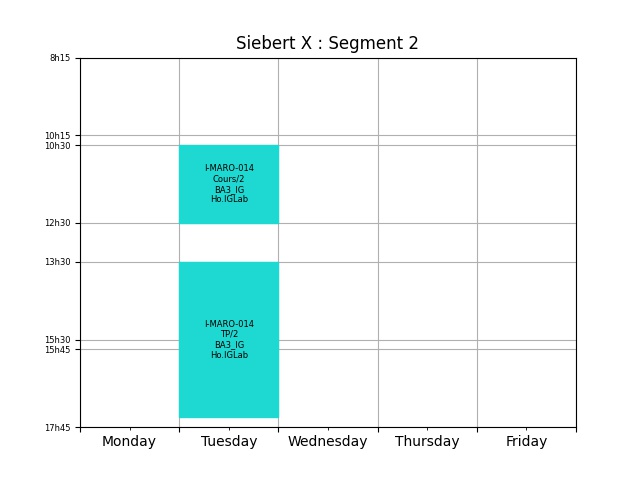 Siebert X : Segment 2
8h15
10h15
10h30
I-MARO-014
Cours/2
BA3_IG
Ho.IGLab
12h30
13h30
I-MARO-014
TP/2
BA3_IG
Ho.IGLab
15h30
15h45
17h45
Monday Tuesday Wednesday Thursday Friday